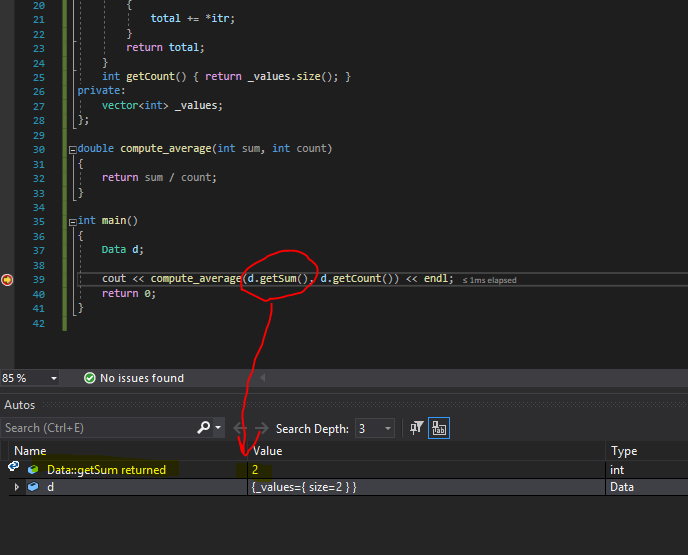 20 {
21 total += *itr;
22 }
23 return total;
24 }
25 int getCount() { return _values.size(); }
26 private:
27 vector<int> _values;
28 };
29
30 double compute_average(int sum, int count)
31 {
32 return sum / count;
33 }
34
35 int main()
36 {
37 Data d;
38
39 cout << compute_average(d.getSum(), d.getCount()) << endl; ≤ 1ms elapsed
40 return 0;
41 }
42
85 % No issues found
Autos
Search (Ctrl+E) Search Depth: 3
Name Value Type
Data::getSum returned 2 int
d {_values={ size=2 } } Data